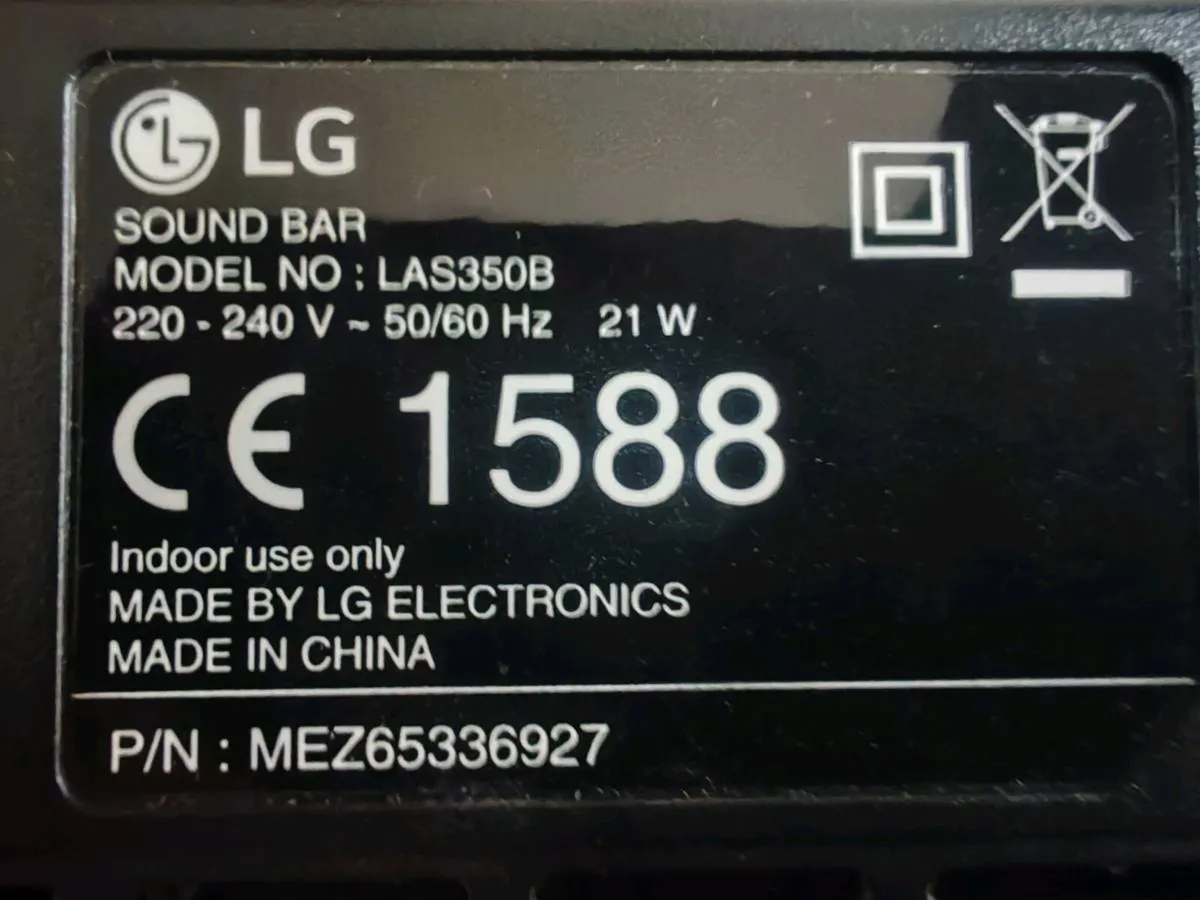 LG
SOUND BAR
MODEL NO : LAS350B
220 - 240 V ~ 50/60 Hz 21 W
CE 1588
Indoor use only
MADE BY LG ELECTRONICS
MADE IN CHINA
P/N : MEZ65336927